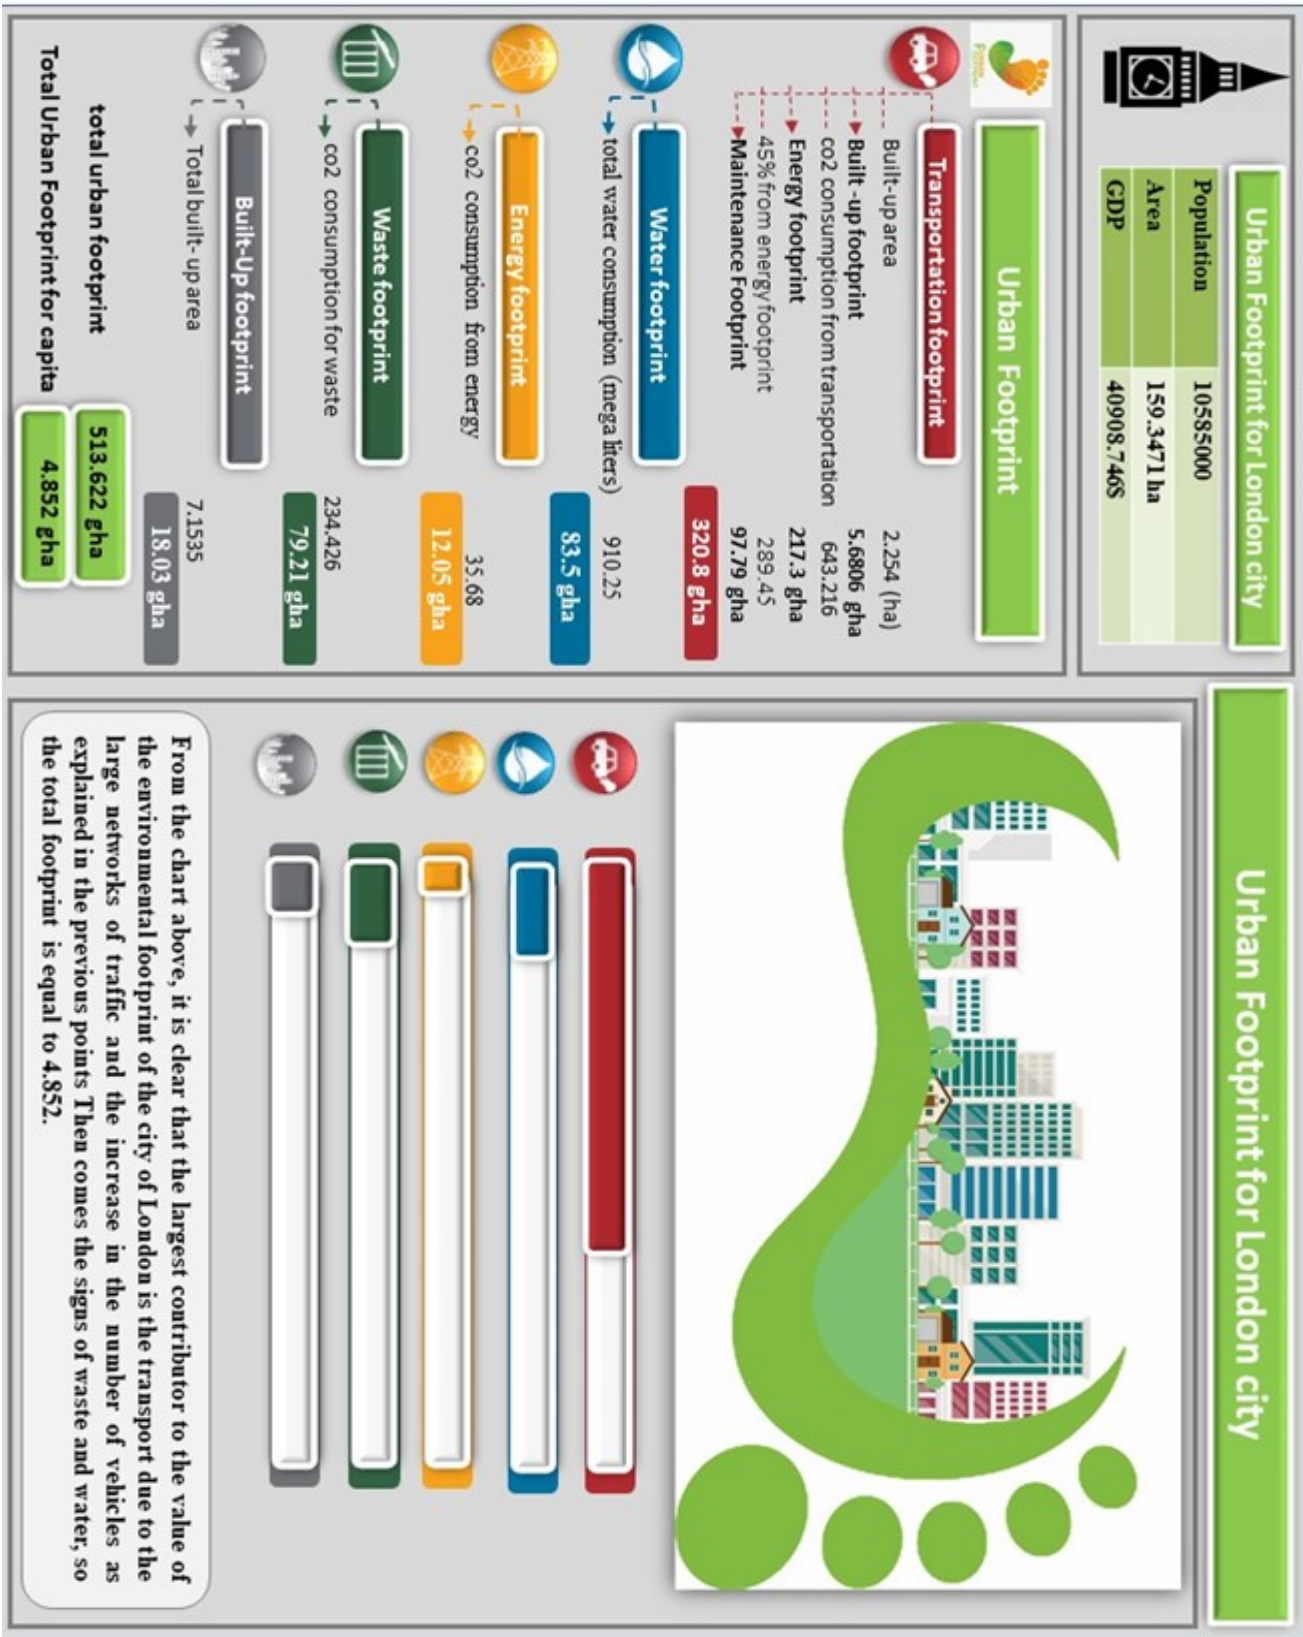 Urban Footprint for London city
Population 10585000
Area 159.3471 ha
GDP 40908.746$
Urban Footprint
Transportation footprint
Built-up area 2.254 (ha)
Built -up footprint 5.6806 gha
co2 consumption from transportation 643.216
Energy footprint 217.3 gha
45% from energy footprint 289.45
Maintenance Footprint 97.79 gha
320.8 gha
Water footprint
total water consumption (mega liters) 910.25
83.5 gha
Energy footprint
co2 consumption from energy 35.68
12.05 gha
Waste footprint
co2 consumption for waste 234.426
79.21 gha
Built-Up footprint
Total built- up area 7.1535
18.03 gha
total urban footprint 513.622 gha
Total Urban Footprint for capita 4.852 gha
Urban Footprint for London city
From the chart above, it is clear that the largest contributor to the value of
the environmental footprint of the city of London is the transport due to the
large networks of traffic and the increase in the number of vehicles as
explained in the previous points Then comes the signs of waste and water, so
the total footprint is equal to 4.852.